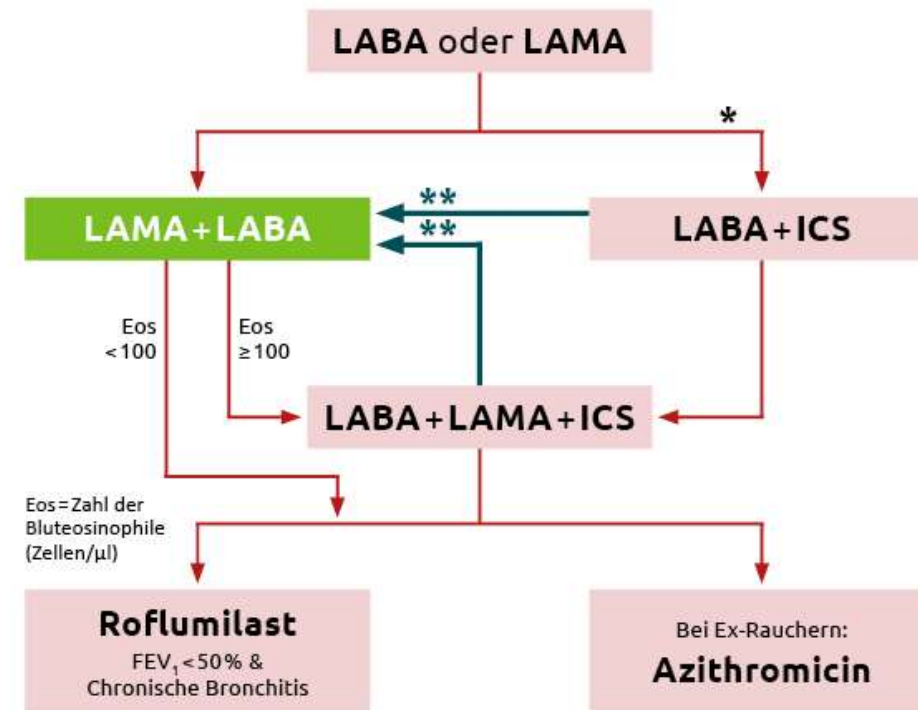 LABA oder LAMA
*
**
LAMA+LABA
**
LABA+ICS
Eos
<100
Eos
≥100
LABA+LAMA+ICS
Eos=Zahl der
Bluteosinophile
(Zellen/µl)
Roflumilast
FEV₁<50% &
Chronische Bronchitis
Bei Ex-Rauchern:
Azithromicin